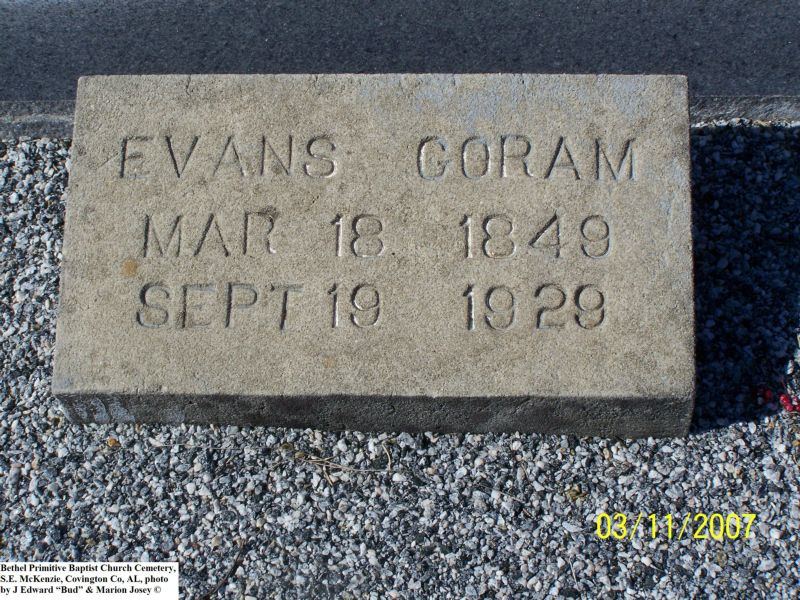 EVANS GORAM
MAR 18 1849
SEPT 19 1929
03/11/2007
Bethel Primitive Baptist Church Cemetery,
S.E. McKenzie, Covington Co, AL, photo
by J Edward “Bud” & Marion Josey ©